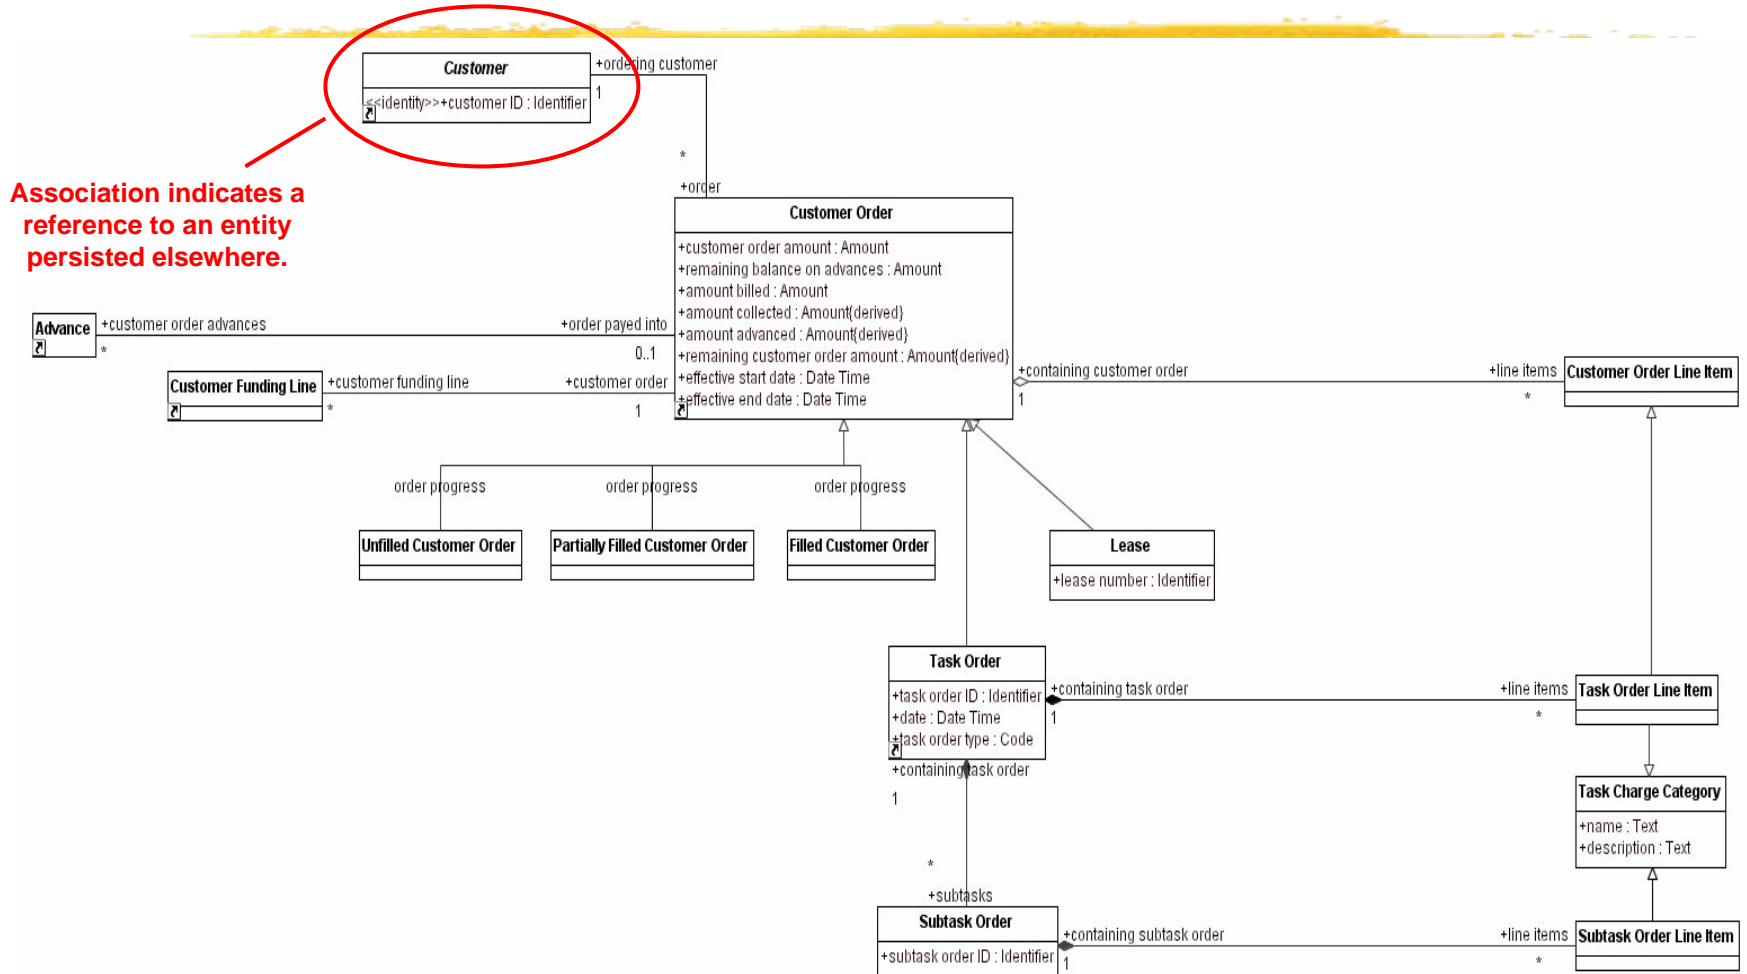 Customer
<<identity>>+customer ID : Identifier
+ordering customer
1
*
+order
Association indicates a
reference to an entity
persisted elsewhere.
Customer Order
+customer order amount : Amount
+remaining balance on advances : Amount
+amount billed : Amount
+amount collected : Amount{derived}
+amount advanced : Amount{derived}
+remaining customer order amount : Amount{derived}
+effective start date : Date Time
+effective end date : Date Time
Advance
+customer order advances
*
+order payed into
0..1
Customer Funding Line
+customer funding line
*
+customer order
1
+containing customer order
1
+line items
*
Customer Order Line Item
order progress
order progress
order progress
Unfilled Customer Order
Partially Filled Customer Order
Filled Customer Order
Lease
+lease number : Identifier
Task Order
+task order ID : Identifier
+date : Date Time
+task order type : Code
+containing task order
1
+line items
*
Task Order Line Item
+containing task order
1
Task Charge Category
+name : Text
+description : Text
*
+subtasks
Subtask Order
+subtask order ID : Identifier
+containing subtask order
1
+line items
*
Subtask Order Line Item